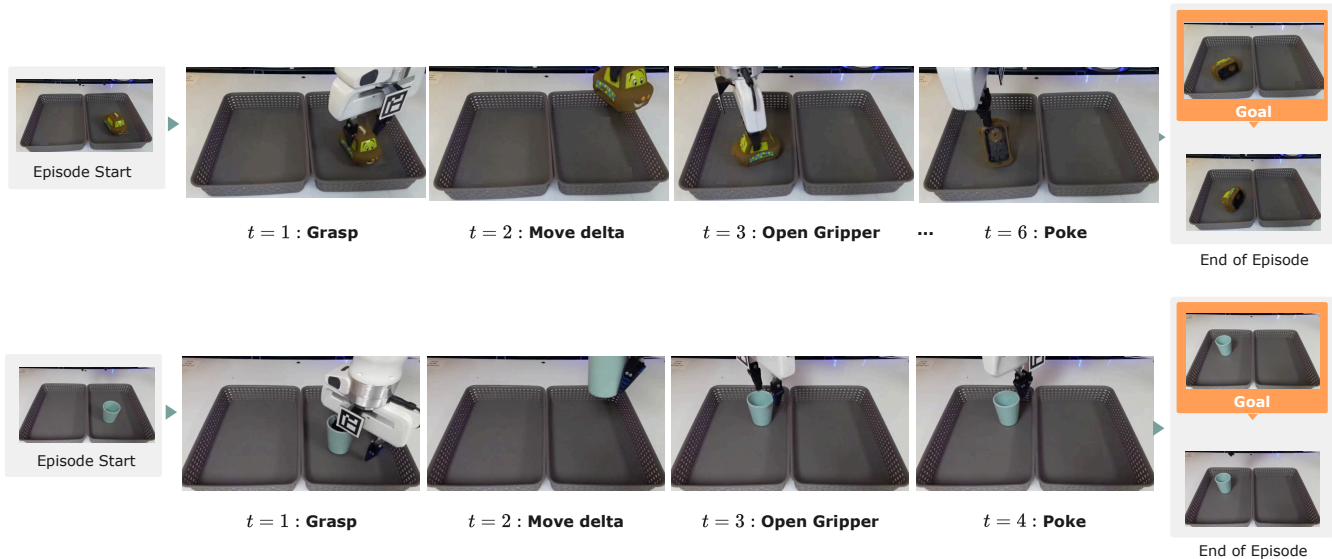 Episode Start
t = 1 : Grasp
t = 2 : Move delta
t = 3 : Open Gripper
...
t = 6 : Poke
Goal
End of Episode
Episode Start
t = 1 : Grasp
t = 2 : Move delta
t = 3 : Open Gripper
t = 4 : Poke
Goal
End of Episode